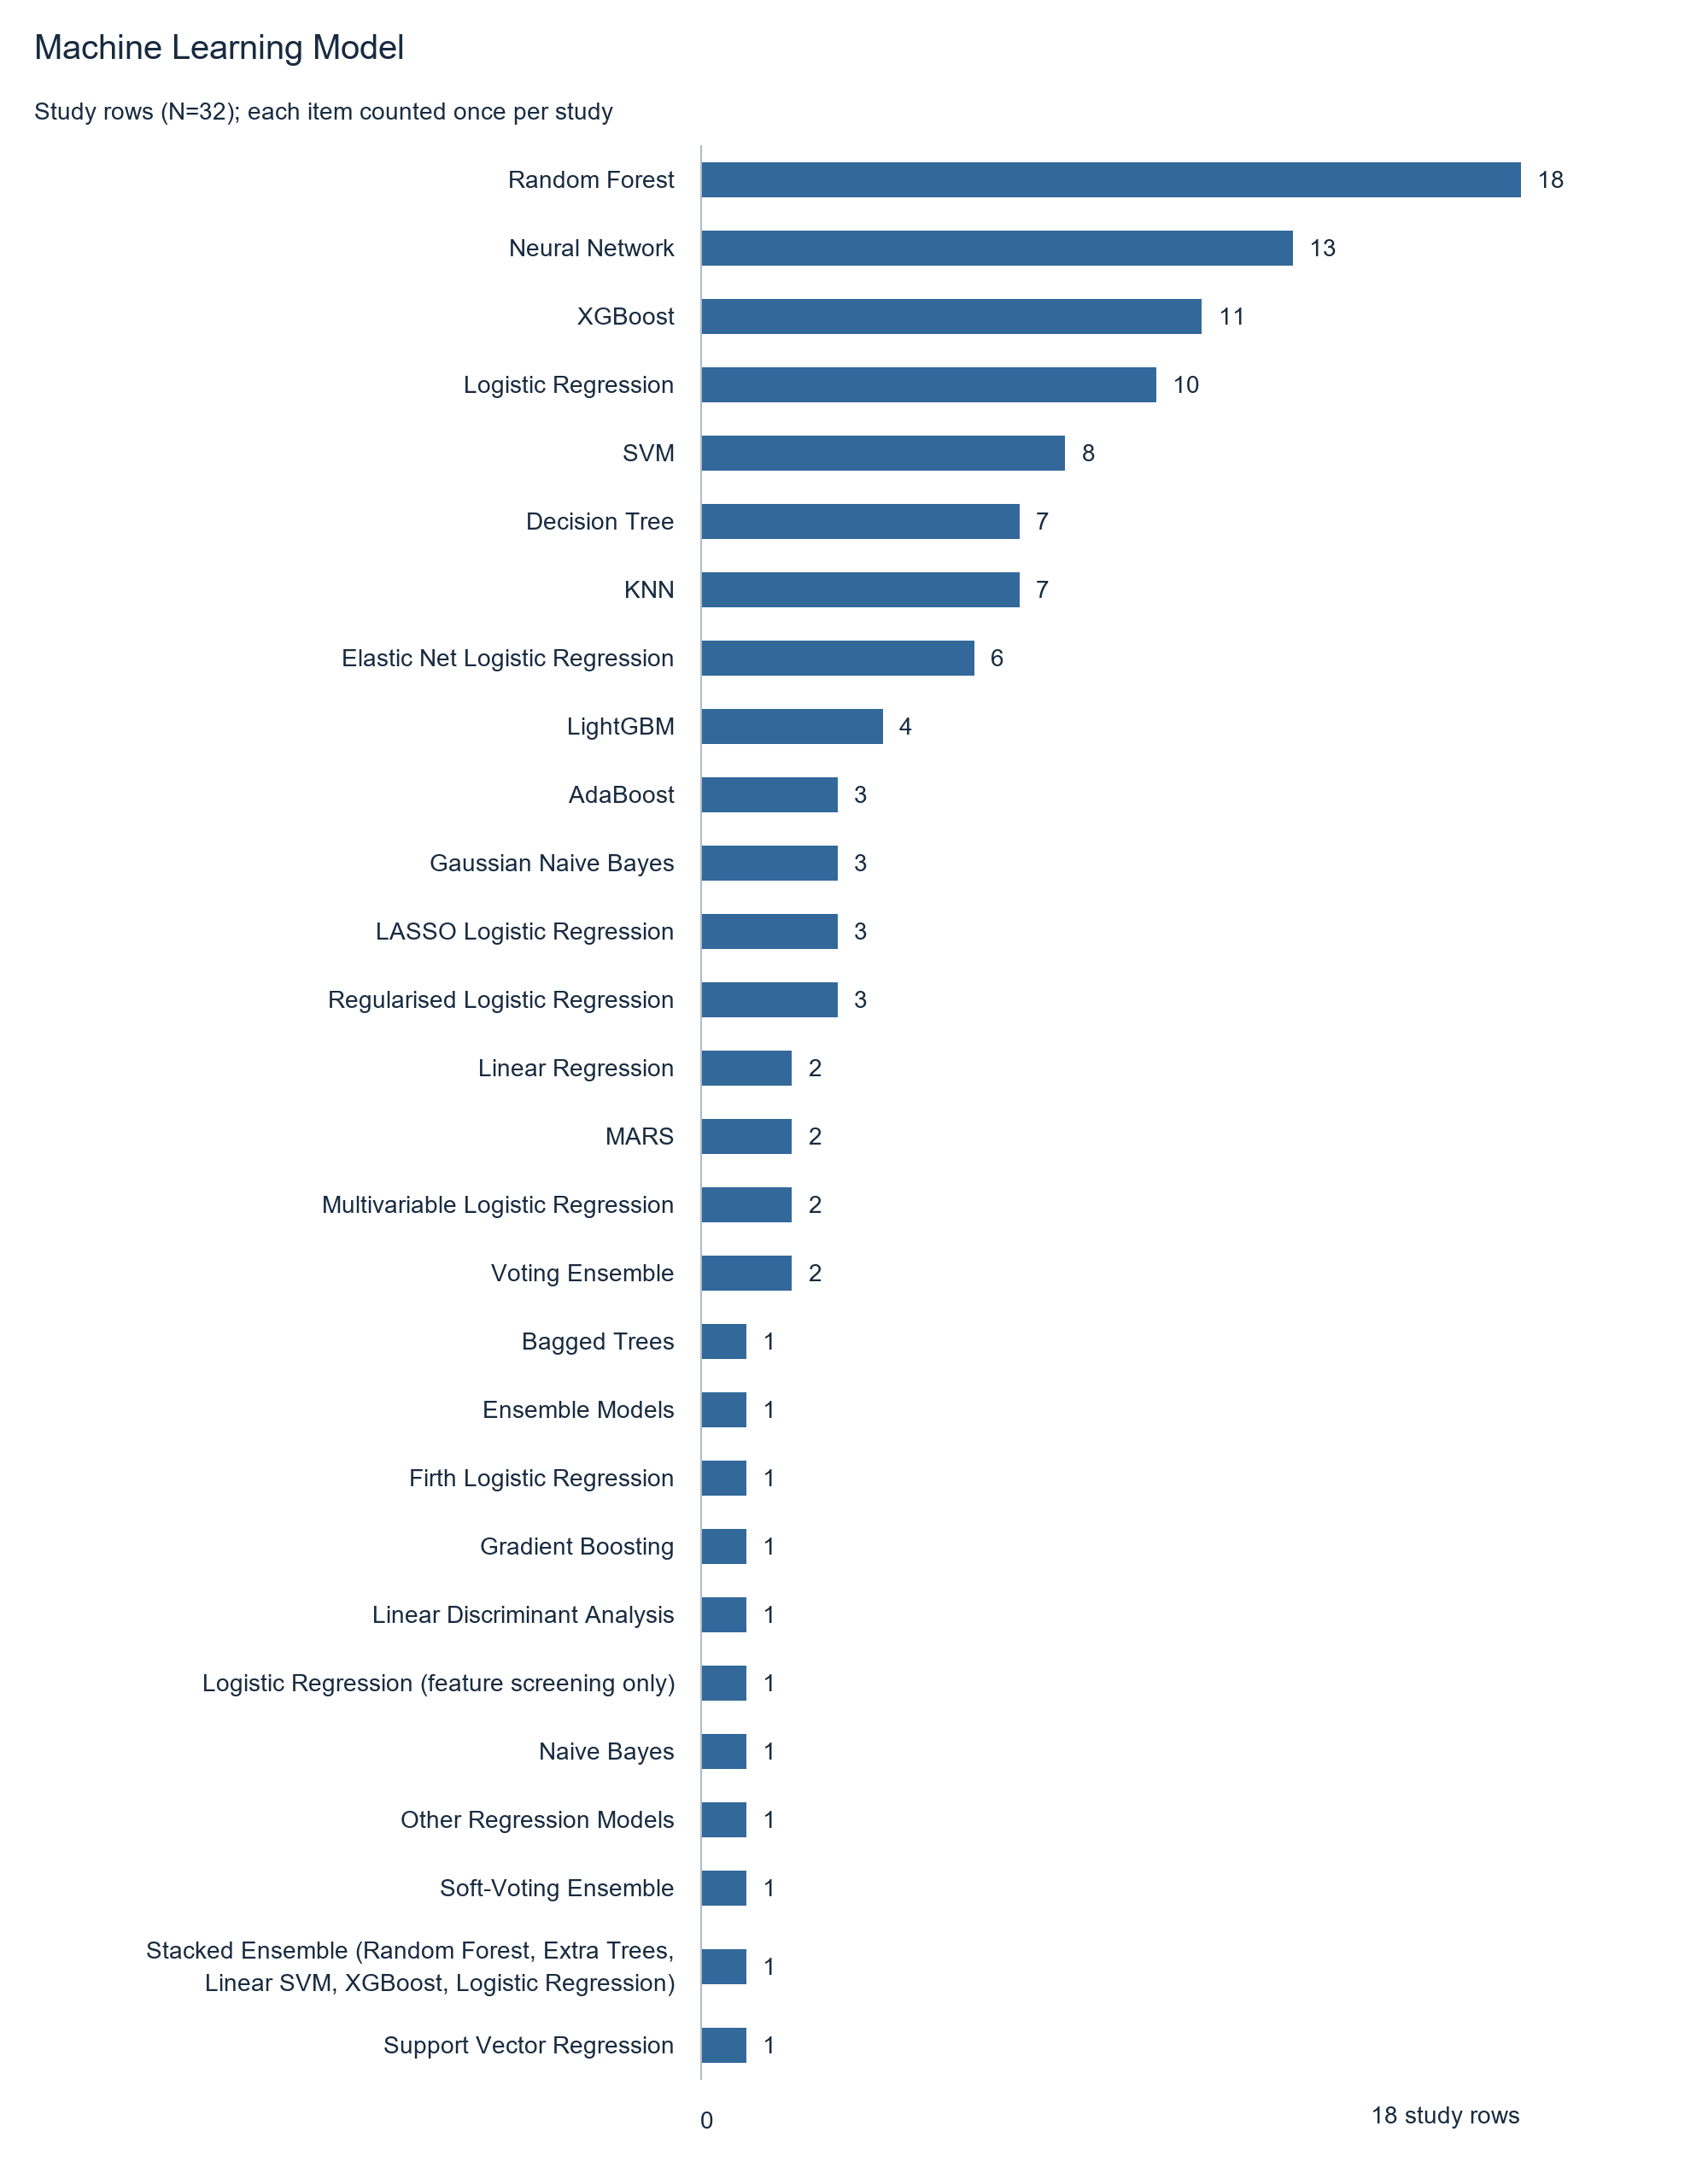 Machine Learning Model
Study rows (N=32); each item counted once per study
Random Forest 18
Neural Network 13
XGBoost 11
Logistic Regression 10
SVM 8
Decision Tree 7
KNN 7
Elastic Net Logistic Regression 6
LightGBM 4
AdaBoost 3
Gaussian Naive Bayes 3
LASSO Logistic Regression 3
Regularised Logistic Regression 3
Linear Regression 2
MARS 2
Multivariable Logistic Regression 2
Voting Ensemble 2
Bagged Trees 1
Ensemble Models 1
Firth Logistic Regression 1
Gradient Boosting 1
Linear Discriminant Analysis 1
Logistic Regression (feature screening only) 1
Naive Bayes 1
Other Regression Models 1
Soft-Voting Ensemble 1
Stacked Ensemble (Random Forest, Extra Trees,
Linear SVM, XGBoost, Logistic Regression) 1
Support Vector Regression 1
0 18 study rows